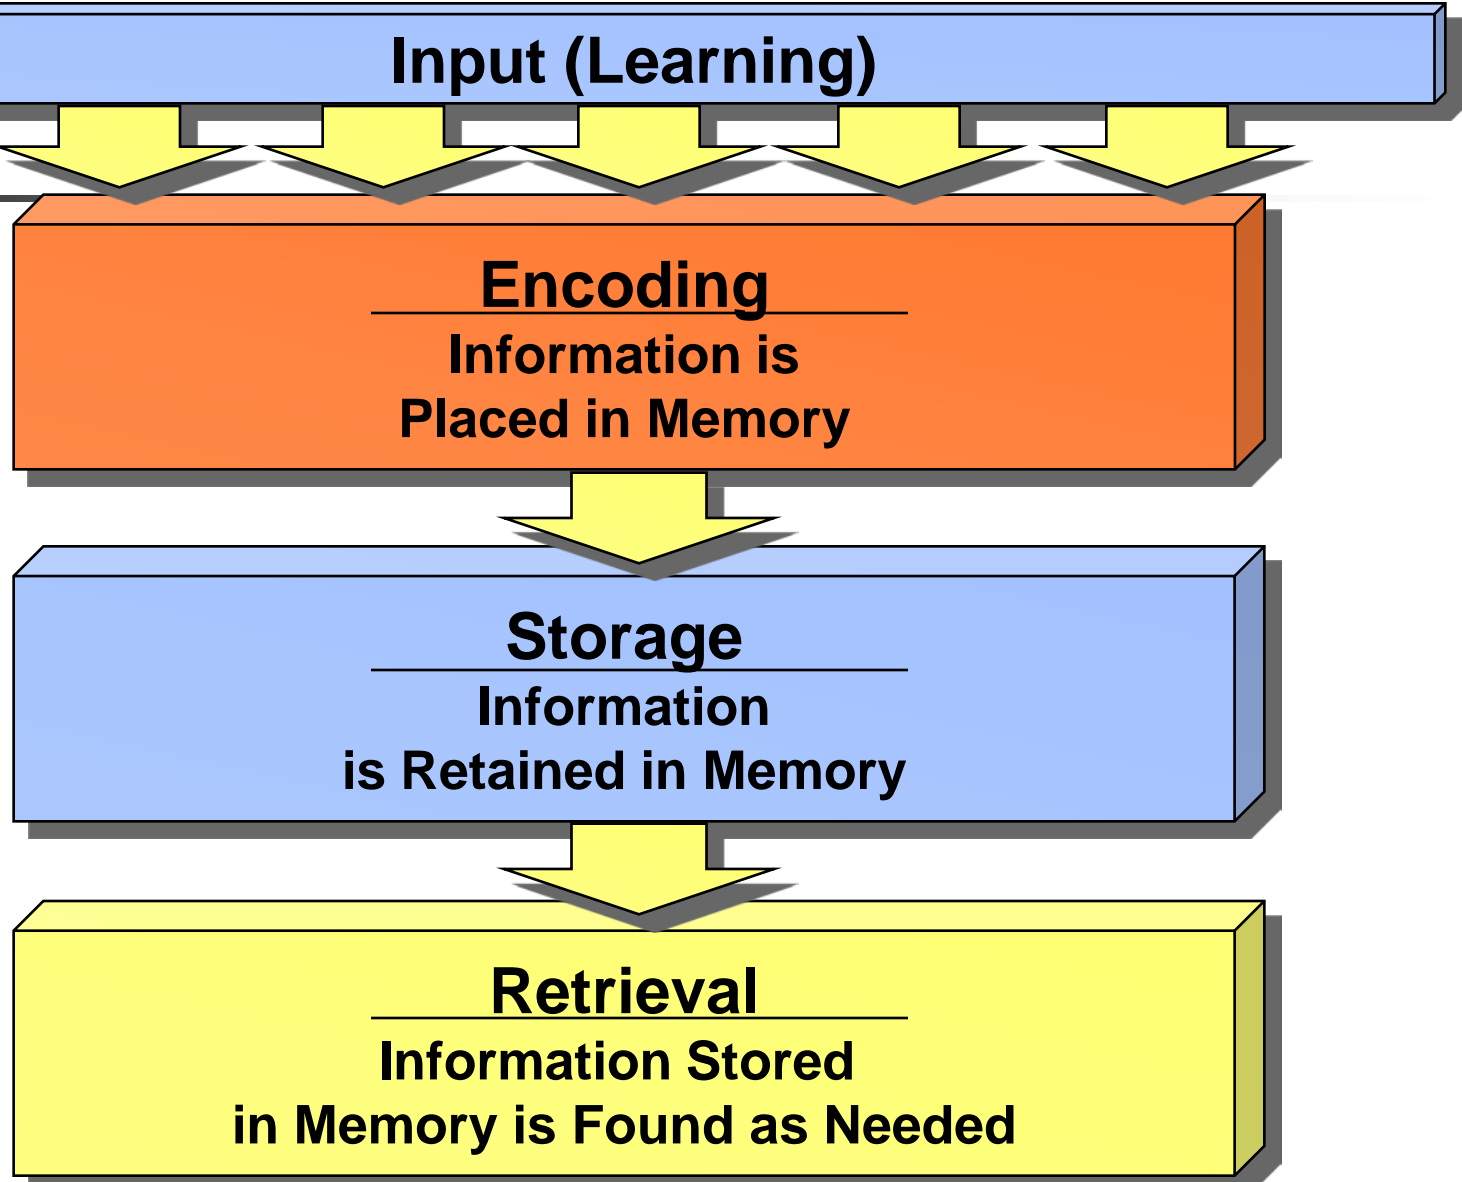 Input (Learning)
Encoding
Information is
Placed in Memory
Storage
Information
is Retained in Memory
Retrieval
Information Stored
in Memory is Found as Needed